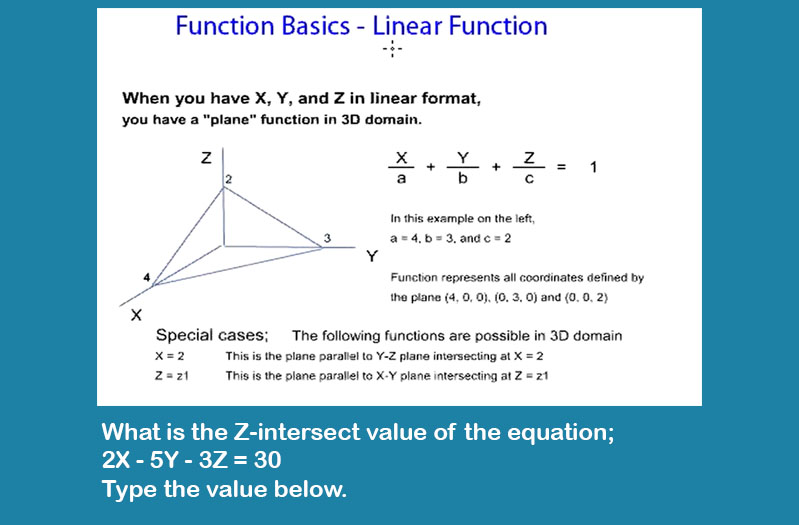 Function Basics - Linear Function
When you have X, Y, and Z in linear format,
you have a "plane" function in 3D domain.
Z
2
3
Y
4
X
X/a + Y/b + Z/c = 1
In this example on the left,
a = 4, b = 3, and c = 2
Function represents all coordinates defined by
the plane (4, 0, 0), (0, 3, 0) and (0, 0, 2)
Special cases; The following functions are possible in 3D domain
X = 2 This is the plane parallel to Y-Z plane intersecting at X = 2
Z = z1 This is the plane parallel to X-Y plane intersecting at Z = z1
What is the Z-intersect value of the equation;
2X - 5Y - 3Z = 30
Type the value below.